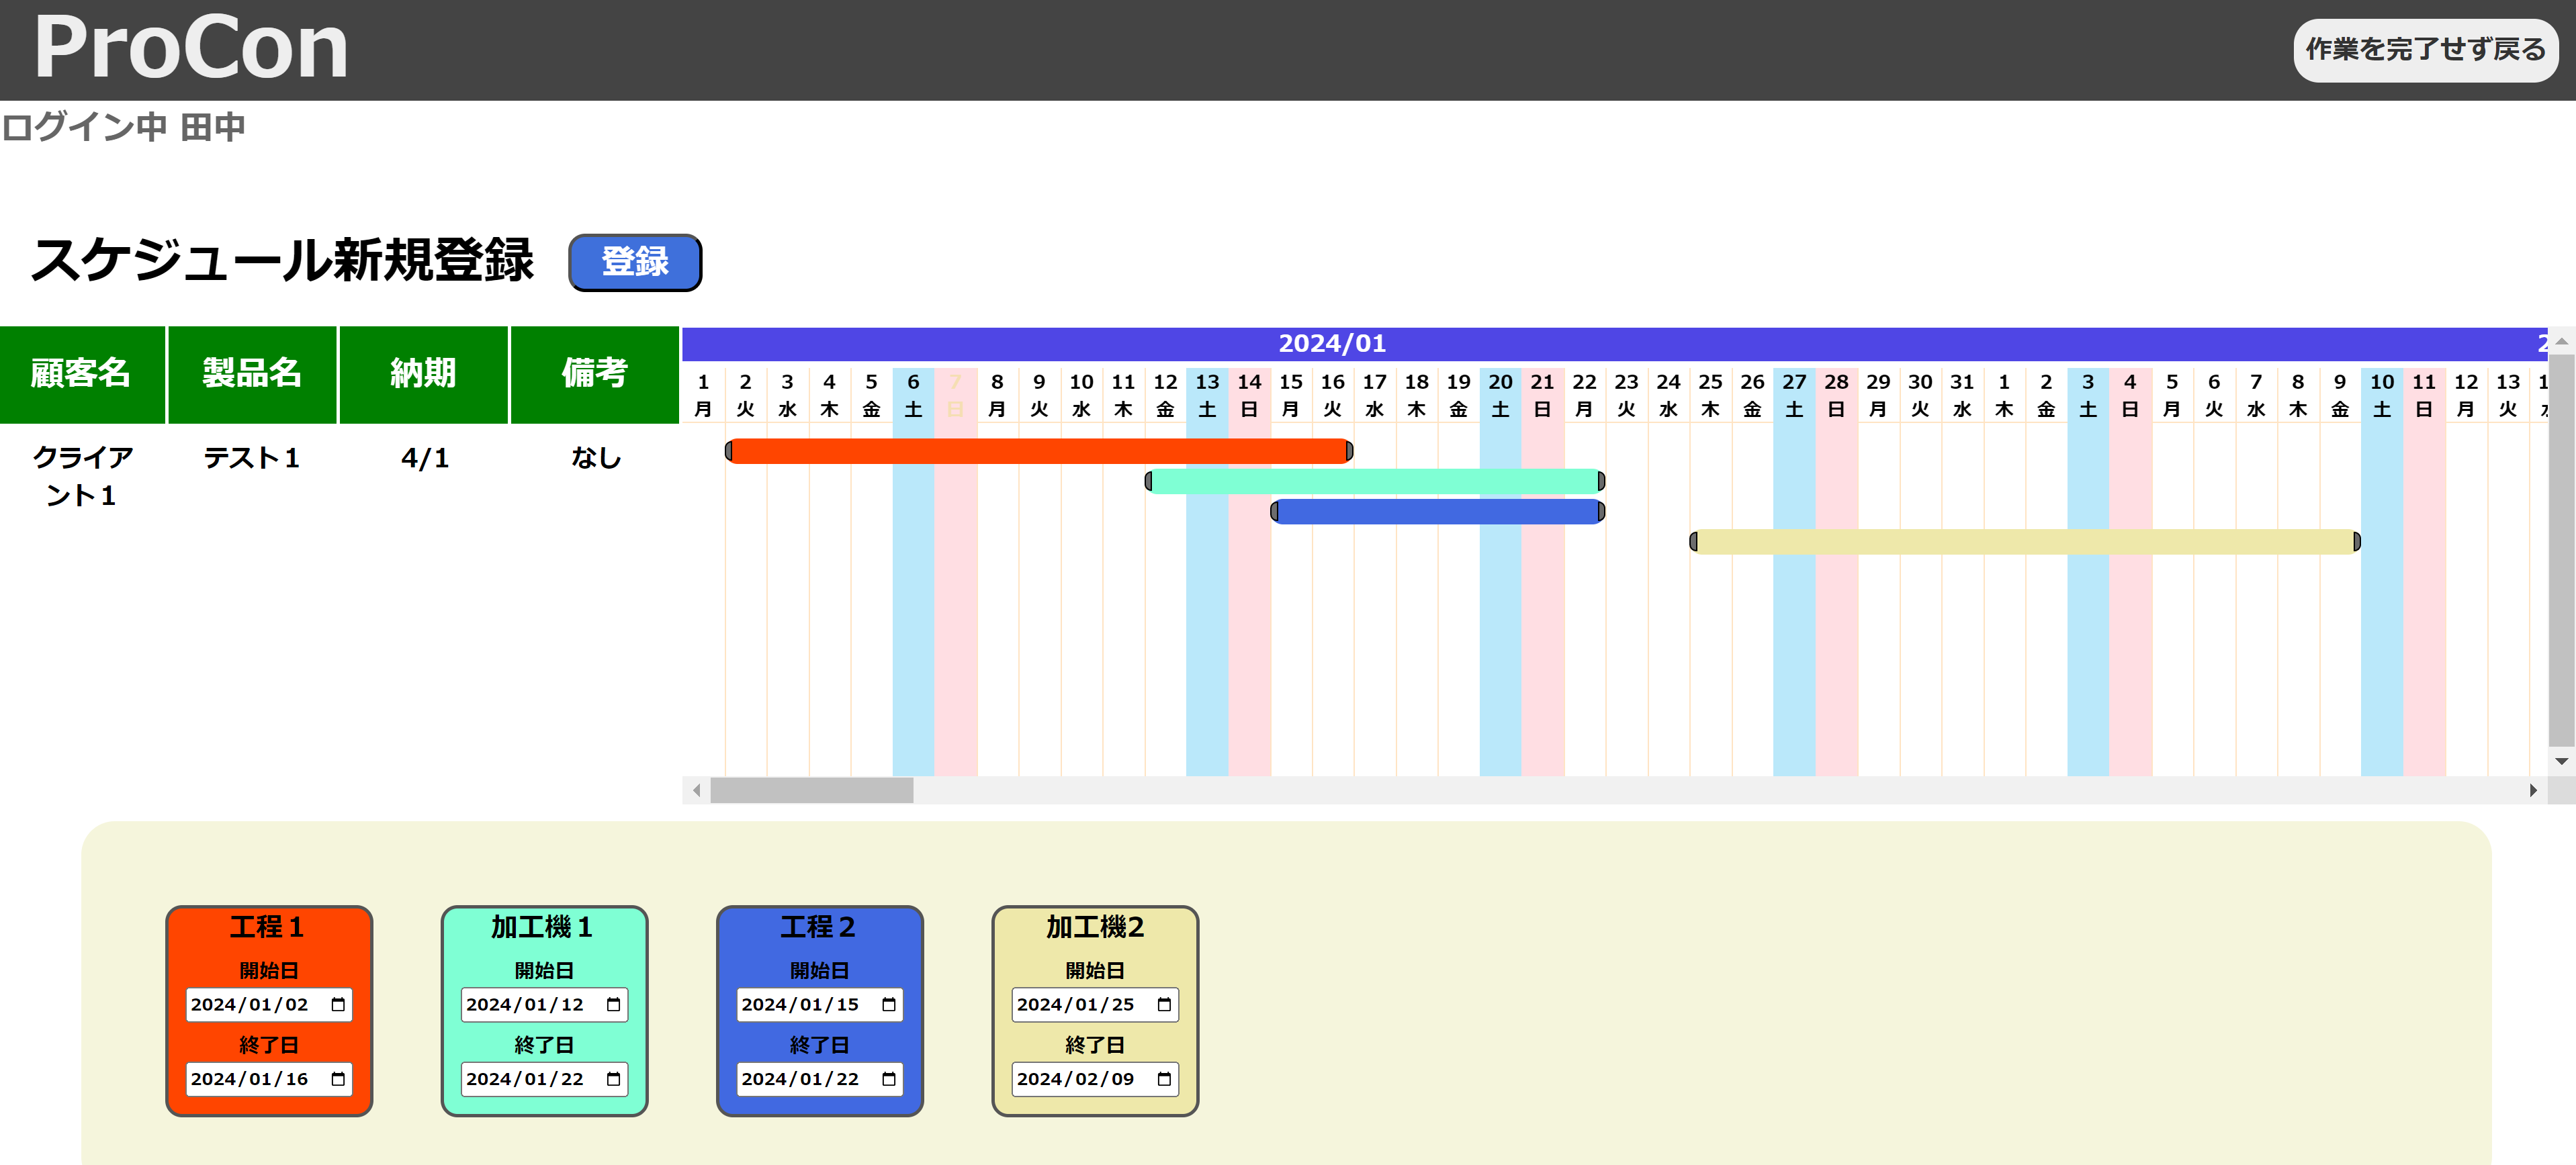 ProCon
作業を完了せず戻る
ログイン中 田中
スケジュール新規登録 登録
顧客名 製品名 納期 備考
2024/01
1 2 3 4 5 6 7 8 9 10 11 12 13 14 15 16 17 18 19 20 21 22 23 24 25 26 27 28 29 30 31 1 2 3 4 5 6 7 8 9 10 11 12 13
月 火 水 木 金 土 日 月 火 水 木 金 土 日 月 火 水 木 金 土 日 月 火 水 木 金 土 日 月 火 水 木 金 土 日 月 火 水 木 金 土 日 月 火
クライア
ント1 テスト1 4/1 なし
工程1 加工機1 工程2 加工機2
開始日 開始日 開始日 開始日
2024/01/02 2024/01/12 2024/01/15 2024/01/25
終了日 終了日 終了日 終了日
2024/01/16 2024/01/22 2024/01/22 2024/02/09